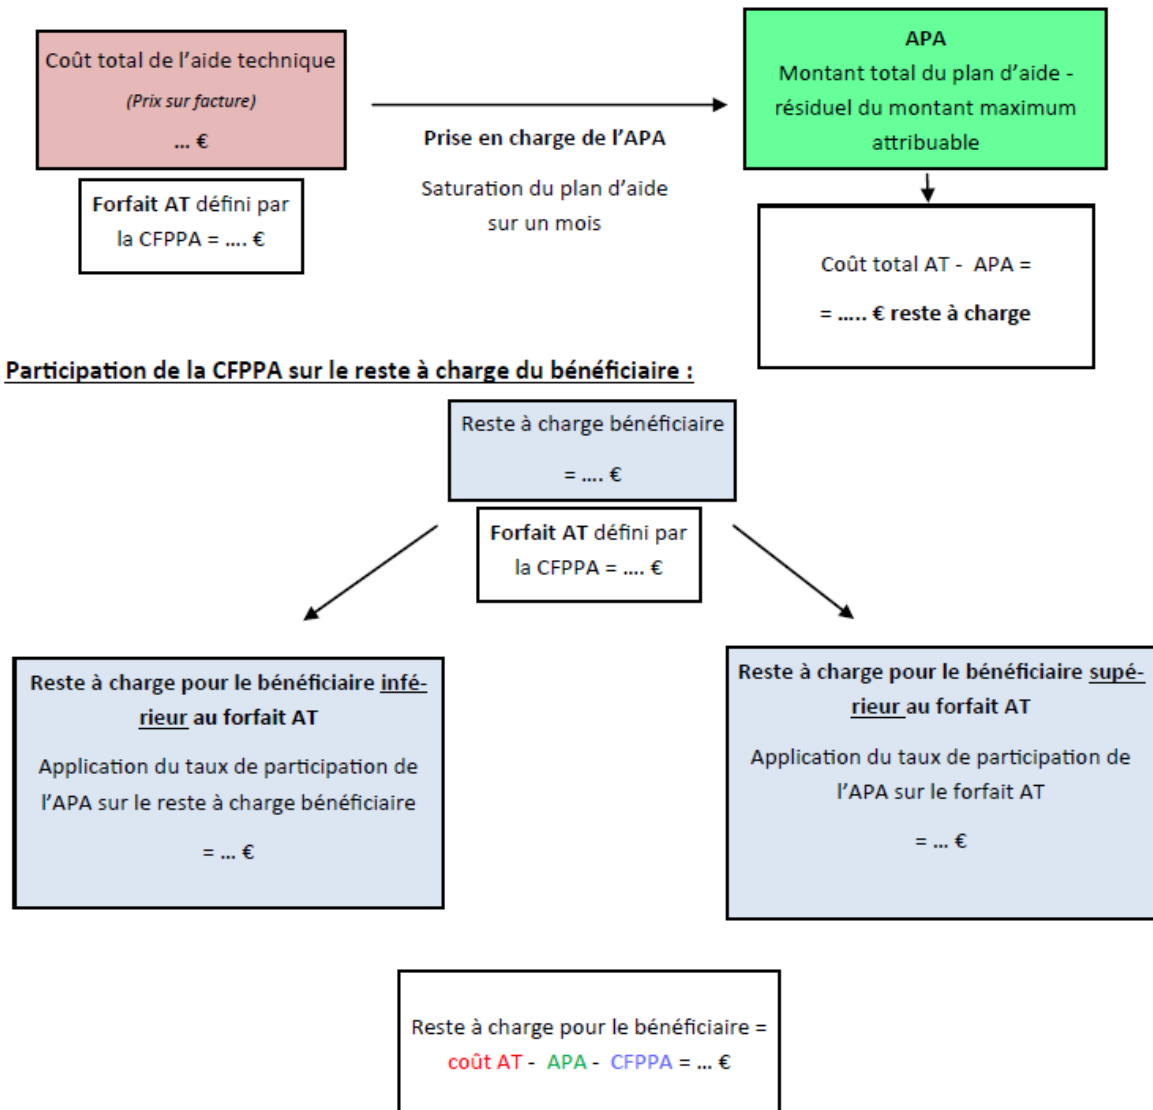 Coût total de l’aide technique
(Prix sur facture)
... €
Forfait AT défini par
la CFPPA = .... €
Prise en charge de l’APA
Saturation du plan d’aide
sur un mois
APA
Montant total du plan d’aide -
résiduel du montant maximum
attribuable
Coût total AT - APA =
= ..... € reste à charge
Participation de la CFPPA sur le reste à charge du bénéficiaire :
Reste à charge bénéficiaire
= .... €
Forfait AT défini par
la CFPPA = .... €
Reste à charge pour le bénéficiaire infé-
rieur au forfait AT
Application du taux de participation de
l’APA sur le reste à charge bénéficiaire
= ... €
Reste à charge pour le bénéficiaire supé-
rieur au forfait AT
Application du taux de participation de
l’APA sur le forfait AT
= ... €
Reste à charge pour le bénéficiaire =
coût AT - APA - CFPPA = ... €